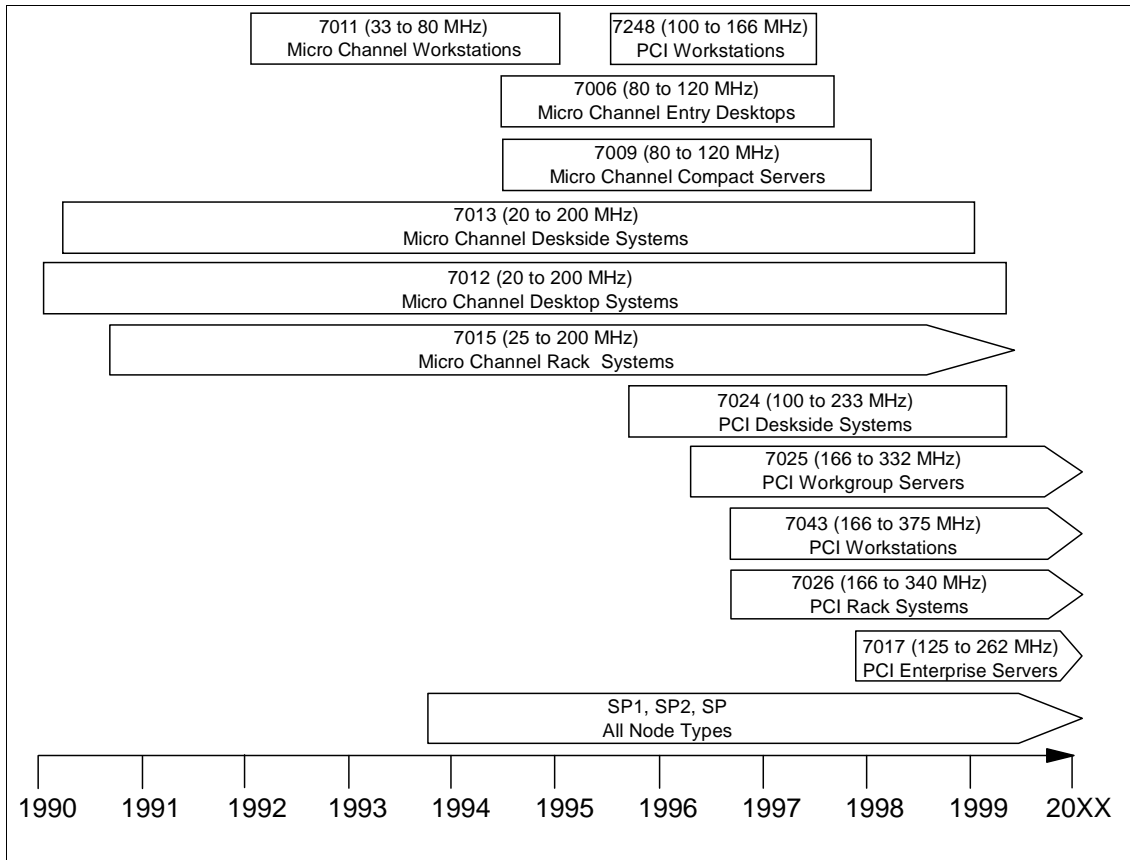 7011 (33 to 80 MHz)
Micro Channel Workstations
7248 (100 to 166 MHz)
PCI Workstations
7006 (80 to 120 MHz)
Micro Channel Entry Desktops
7009 (80 to 120 MHz)
Micro Channel Compact Servers
7013 (20 to 200 MHz)
Micro Channel Deskside Systems
7012 (20 to 200 MHz)
Micro Channel Desktop Systems
7015 (25 to 200 MHz)
Micro Channel Rack Systems
7024 (100 to 233 MHz)
PCI Deskside Systems
7025 (166 to 332 MHz)
PCI Workgroup Servers
7043 (166 to 375 MHz)
PCI Workstations
7026 (166 to 340 MHz)
PCI Rack Systems
7017 (125 to 262 MHz)
PCI Enterprise Servers
SP1, SP2, SP
All Node Types
1990 1991 1992 1993 1994 1995 1996 1997 1998 1999 20XX